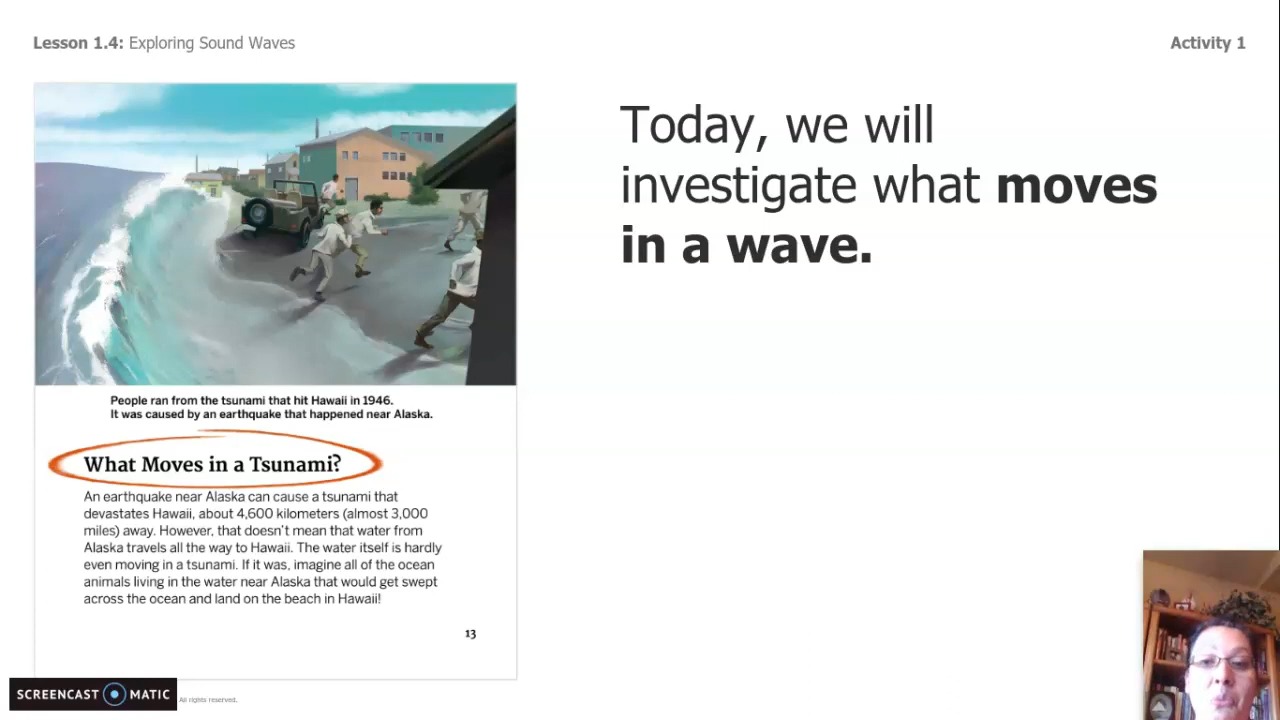 Lesson 1.4: Exploring Sound Waves
Activity 1
Today, we will
investigate what moves
in a wave.
People ran from the tsunami that hit Hawaii in 1946.
It was caused by an earthquake that happened near Alaska.
What Moves in a Tsunami?
An earthquake near Alaska can cause a tsunami that
devastates Hawaii, about 4,600 kilometers (almost 3,000
miles) away. However, that doesn't mean that water from
Alaska travels all the way to Hawaii. The water itself is hardly
even moving in a tsunami. If it was, imagine all of the ocean
animals living in the water near Alaska that would get swept
across the ocean and land on the beach in Hawaii!
13
SCREENCAST MATIC
All rights reserved.